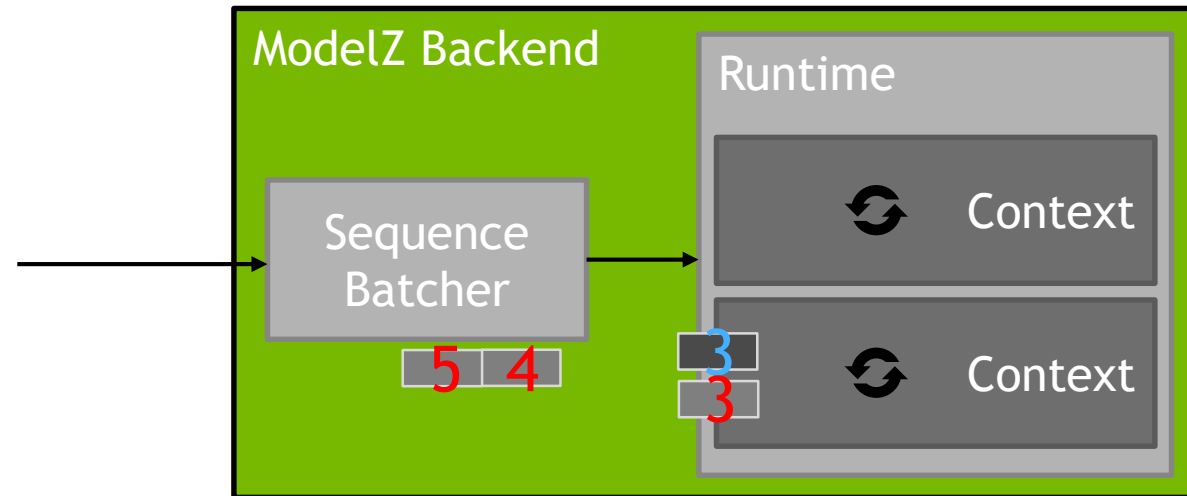 ModelZ Backend
Runtime
Context
Sequence
Batcher
5 4
3
3
Context